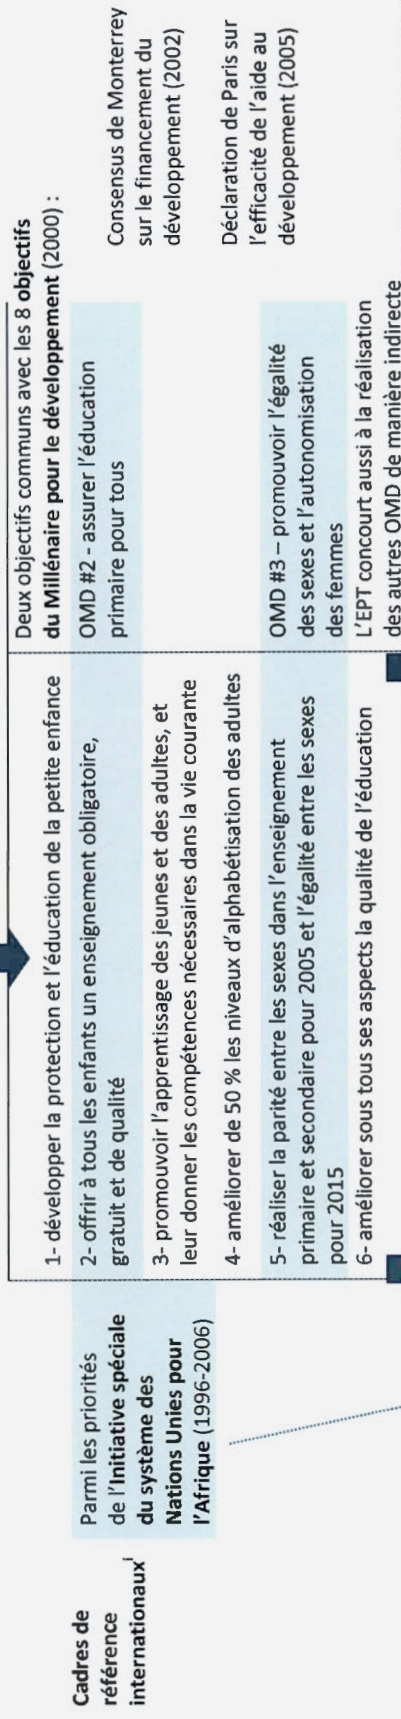 Cadres de
référence
internationaux^i
Parmi les priorités
de l'Initiative spéciale
du système des
Nations Unies pour
l'Afrique (1996-2006)
1- développer la protection et l'éducation de la petite enfance
2- offrir à tous les enfants un enseignement obligatoire,
gratuit et de qualité
3- promouvoir l'apprentissage des jeunes et des adultes, et
leur donner les compétences nécessaires dans la vie courante
4- améliorer de 50 % les niveaux d'alphabétisation des adultes
5- réaliser la parité entre les sexes dans l'enseignement
primaire et secondaire pour 2005 et l'égalité entre les sexes
pour 2015
6- améliorer sous tous ses aspects la qualité de l'éducation
Deux objectifs communs avec les 8 objectifs
du Millénaire pour le développement (2000) :
OMD #2 - assurer l'éducation
primaire pour tous
OMD #3 – promouvoir l'égalité
des sexes et l'autonomisation
des femmes
L'EPT concourt aussi à la réalisation
des autres OMD de manière indirecte
Consensus de Monterrey
sur le financement du
développement (2002)
Déclaration de Paris sur
l'efficacité de l'aide au
développement (2005)